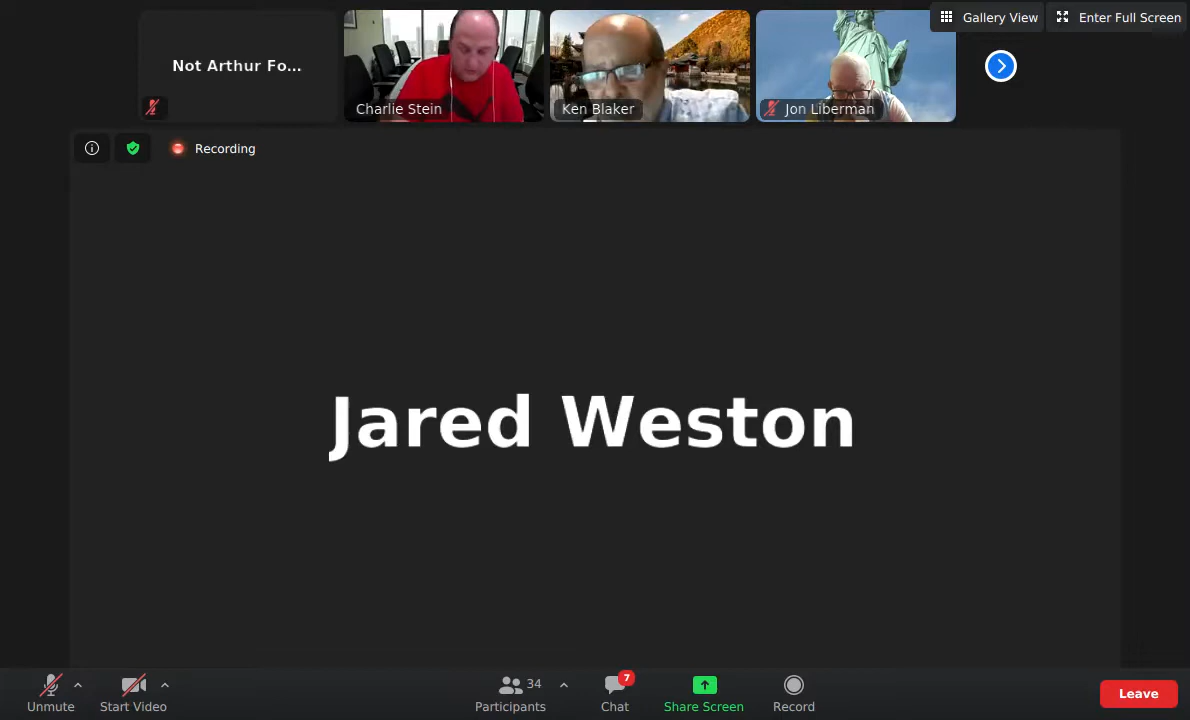 Not Arthur Fo...
Charlie Stein
Ken Blaker
Jon Liberman
Gallery View
Enter Full Screen
Recording
Jared Weston
Unmute
Start Video
34
Participants
7
Chat
Share Screen
Record
Leave